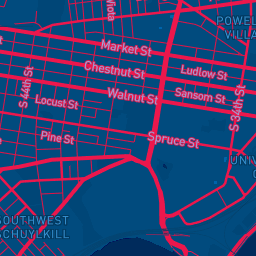 Viola
POWEL
VILLA
Market St
Chestnut St
Ludlow St
S 44th St
Locust St
Walnut St
Sansom St
S 34th St
Pine St
Spruce St
UNIV
SOUTHWEST
SCHUYLKILL